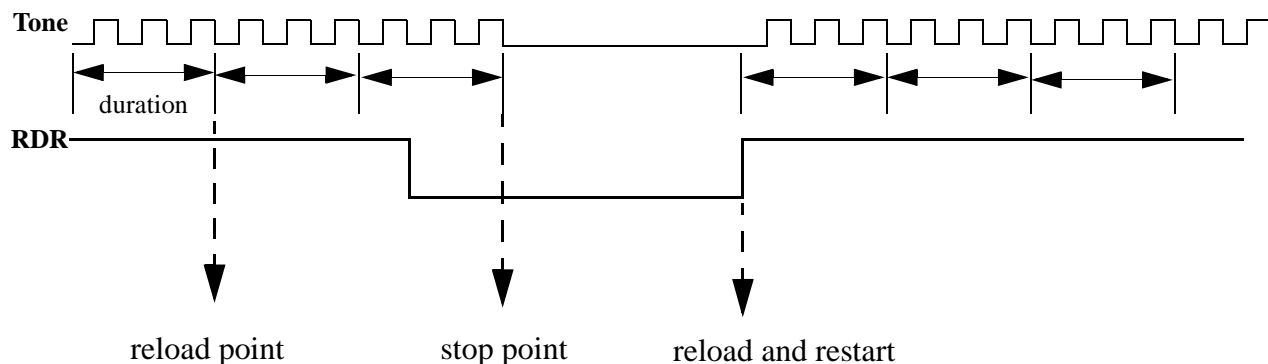 Tone
duration
RDR
reload point
stop point
reload and restart